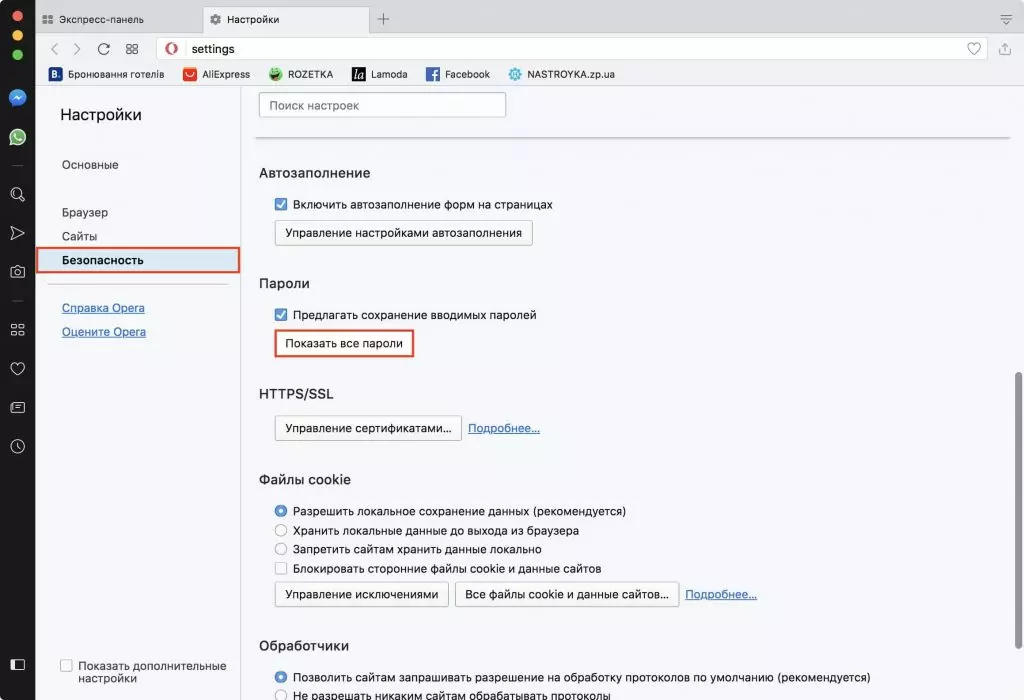 Экспресс-панель
Настройки
settings
B. Бронювання готелів
AliExpress
ROZETKA
la Lamoda
Facebook
NASTROYKA.zp.ua
Настройки
Основные
Браузер
Сайты
Безопасность
Справка Opera
Оцените Opera
Показать дополнительные
настройки
Поиск настроек
Автозаполнение
Включить автозаполнение форм на страницах
Управление настройками автозаполнения
Пароли
Предлагать сохранение вводимых паролей
Показать все пароли
HTTPS/SSL
Управление сертификатами... Подробнее...
Файлы cookie
Разрешить локальное сохранение данных (рекомендуется)
Хранить локальные данные до выхода из браузера
Запретить сайтам хранить данные локально
Блокировать сторонние файлы cookie и данные сайтов
Управление исключениями Все файлы cookie и данные сайтов... Подробнее...
Обработчики
Позволить сайтам запрашивать разрешение на обработку протоколов по умолчанию (рекомендуется)
Не разрешать никаким сайтам обрабатывать протоколы